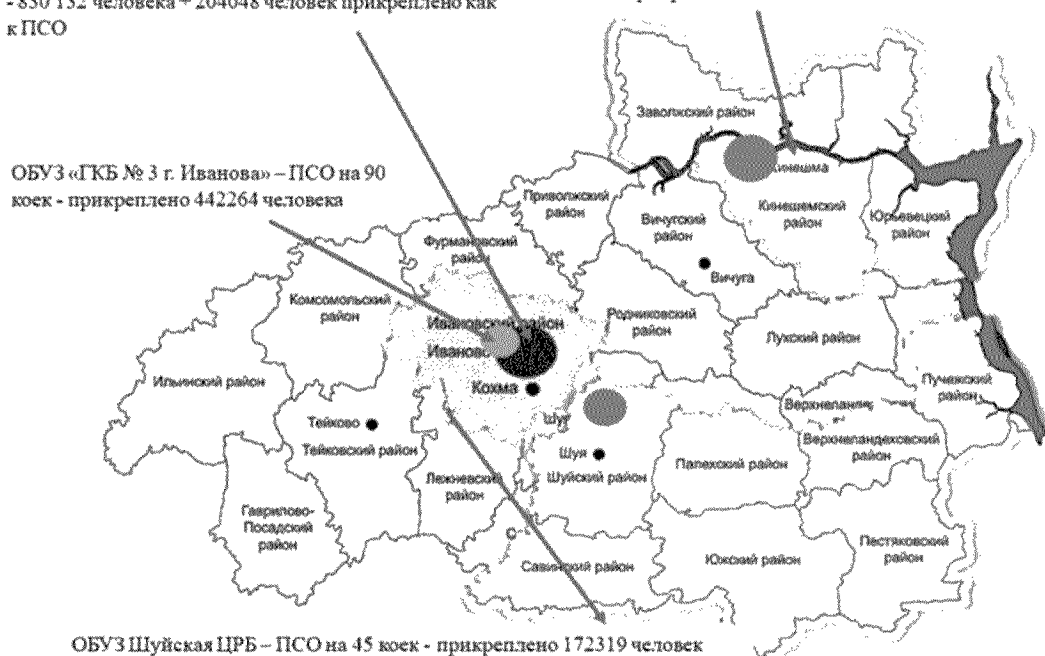 - 850 132 человека + 204048 человек прикреплено как
к ПСО
ОБУЗ «ГКБ № 3 г. Иванова» – ПСО на 90
коек - прикреплено 442264 человека
Заволжский район
Кинешма
Приволжский
район
Вичугский
район
Кинешемский
район
Юрьевецкий
район
Фурмановский
район
Вичуга
Комсомольский
район
Ивановский район
Родниковский
район
Лухский район
Иваново
Ильинский район
Кохма
Пучежский
район
Верхнеландеховский
район
Тейково
Тейковский район
Шуя
Шуйский район
Палехский район
Лежневский
район
Гаврилово-
Посадский
район
Савинский район
Южский район
Пестяковский
район
ОБУЗ Шуйская ЦРБ – ПСО на 45 коек - прикреплено 172319 человек